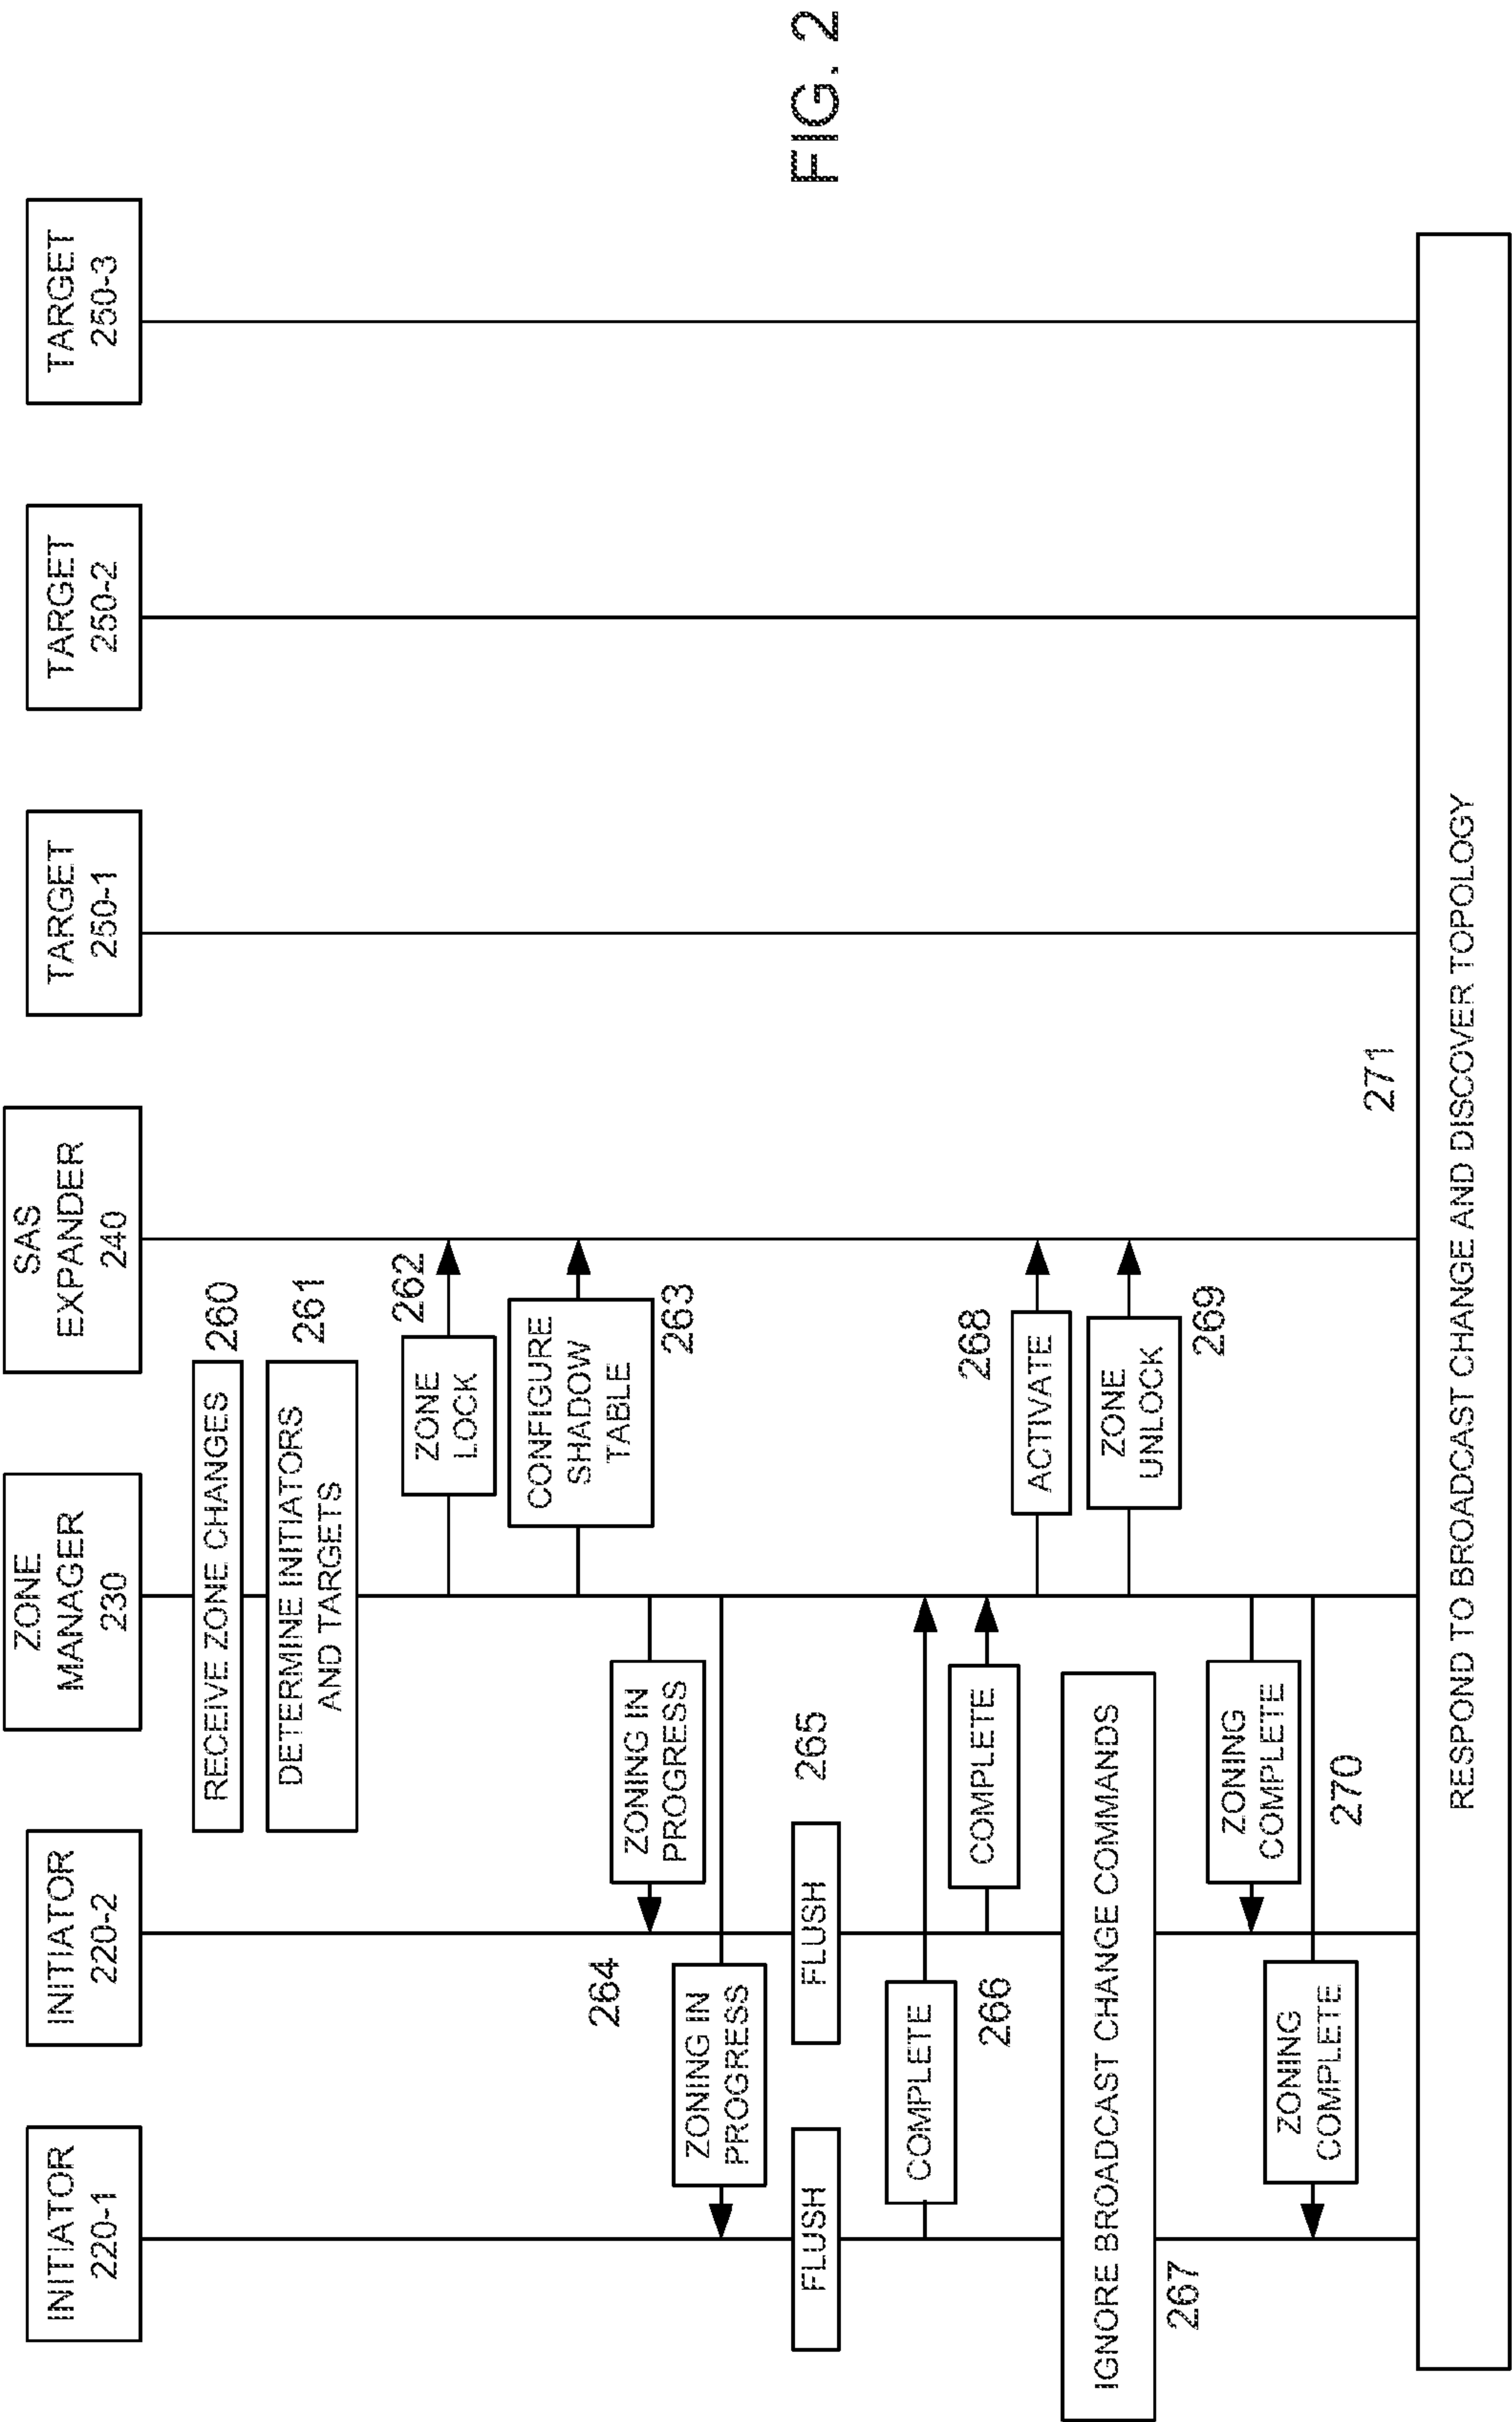 INITIATOR
220-1
INITIATOR
220-2
ZONE
MANAGER
230
SAS
EXPANDER
240
TARGET
250-1
TARGET
250-2
TARGET
250-3
RECEIVE ZONE CHANGES
260
DETERMINE INITIATORS
AND TARGETS
261
ZONE
LOCK
262
CONFIGURE
SHADOW
TABLE
263
ZONING IN
PROGRESS
264
ZONING IN
PROGRESS
FLUSH
FLUSH
265
COMPLETE
COMPLETE
266
ACTIVATE
268
IGNORE BROADCAST CHANGE COMMANDS
267
ZONE
UNLOCK
269
ZONING
COMPLETE
ZONING
COMPLETE
270
271
RESPOND TO BROADCAST CHANGE AND DISCOVER TOPOLOGY
FIG. 2